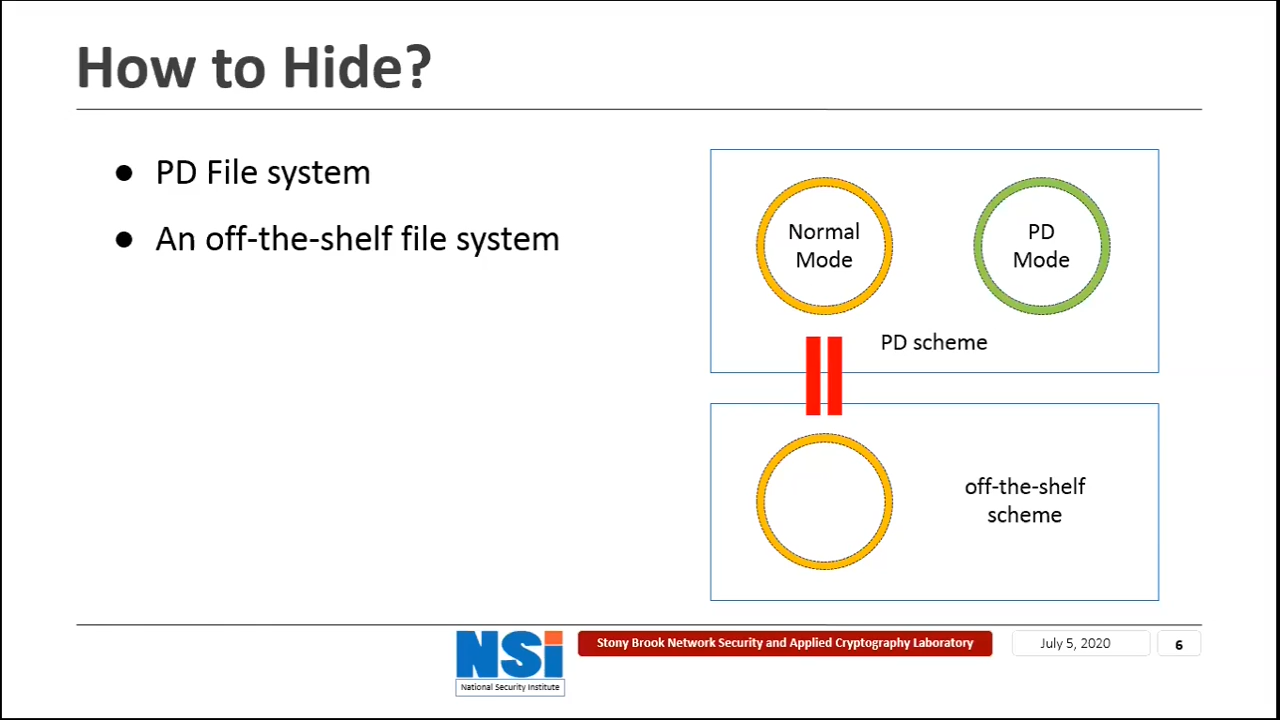 How to Hide?
● PD File system
● An off-the-shelf file system
Normal
Mode
PD
Mode
PD scheme
off-the-shelf
scheme
NSi
National Security Institute
Stony Brook Network Security and Applied Cryptography Laboratory
July 5, 2020
6